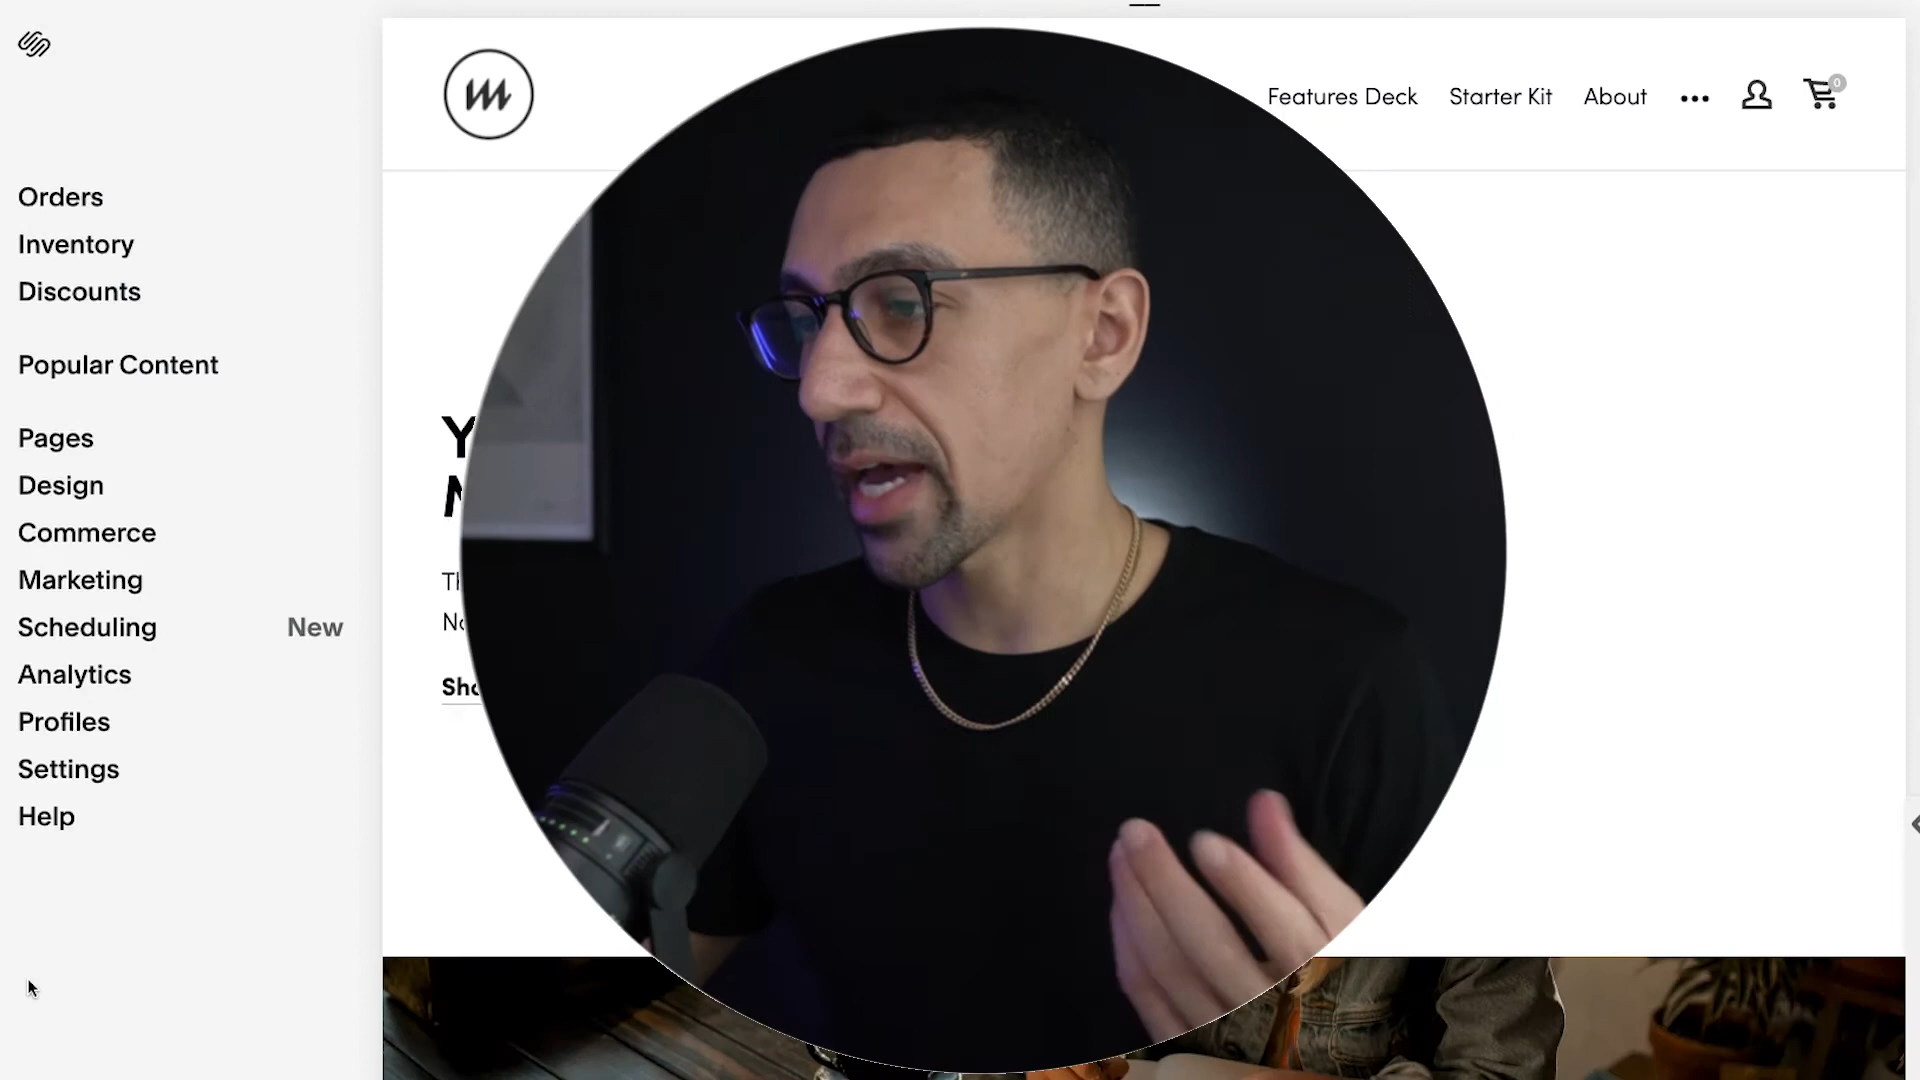 Features Deck
Starter Kit
About
0
Orders
Inventory
Discounts
Popular Content
Pages
Design
Commerce
Marketing
Scheduling
New
Analytics
Profiles
Settings
Help